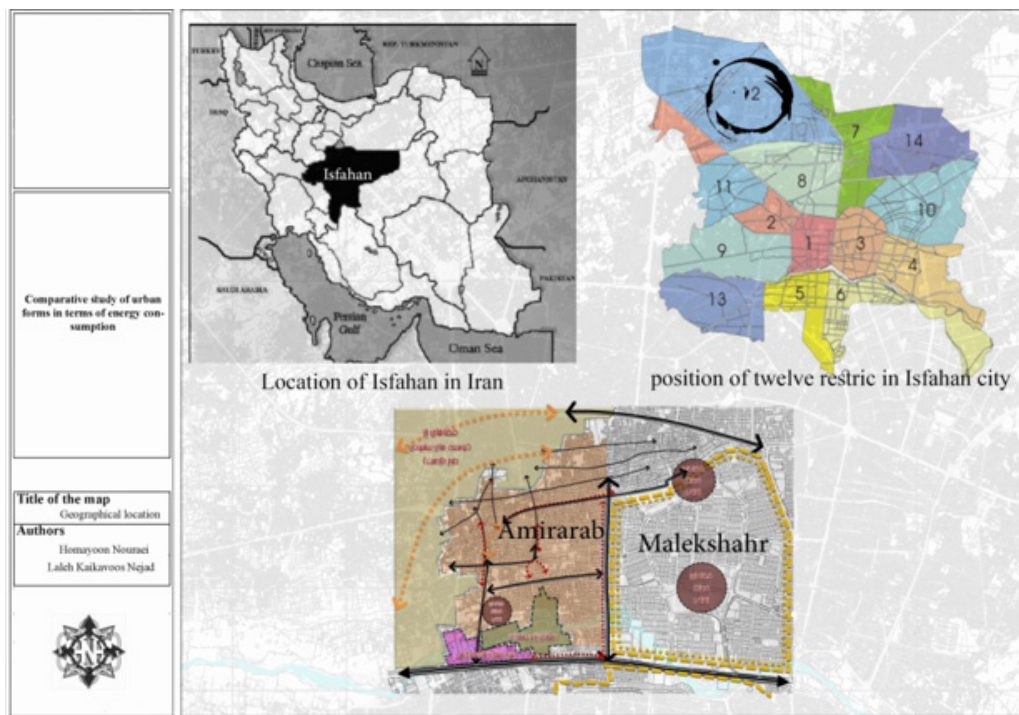 Comparative study of urban
forms in terms of energy con-
sumption
Title of the map
Geographical location
Authors
Homayoon Nouraei
Laleh Kaikavoos Nejad
N
TURKEY
Caspian Sea
REP. TURKMENISTAN
N
IRAQ
Isfahan
AFGHANISTAN
PAKISTAN
SAUDI ARABIA
Persian
Gulf
Oman Sea
Location of Isfahan in Iran
12
7
14
11
8
10
2
9
1
3
4
13
5
6
position of twelve restric in Isfahan city
Amirarab
Malekshahr